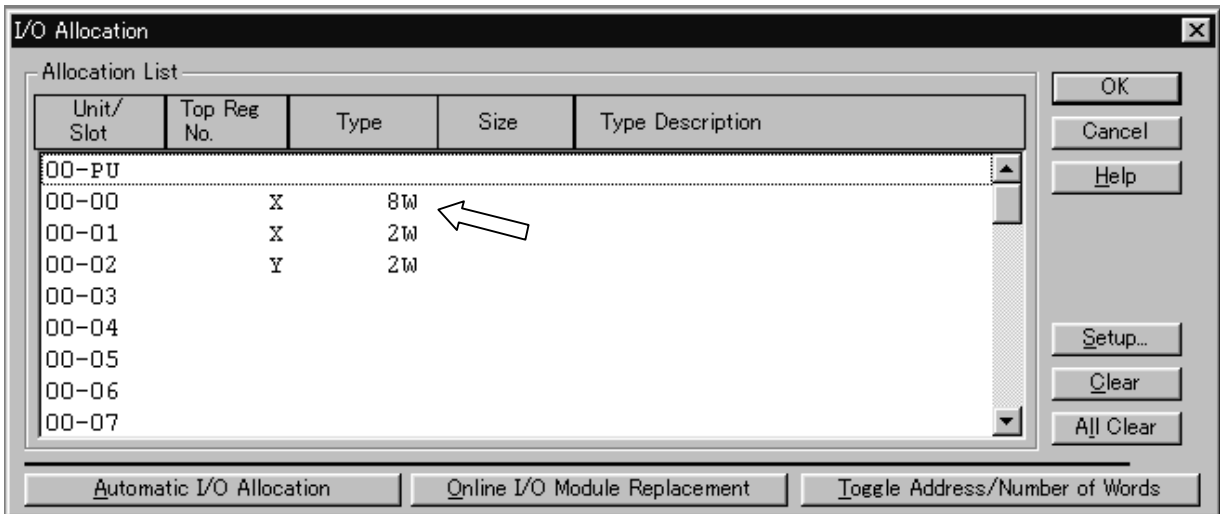 I/O Allocation
Allocation List
Unit/ Slot Top Reg No. Type Size Type Description
00-PU
00-00 X 8W
00-01 X 2W
00-02 Y 2W
00-03
00-04
00-05
00-06
00-07
OK
Cancel
Help
Setup...
Clear
All Clear
Automatic I/O Allocation Online I/O Module Replacement Toggle Address/Number of Words